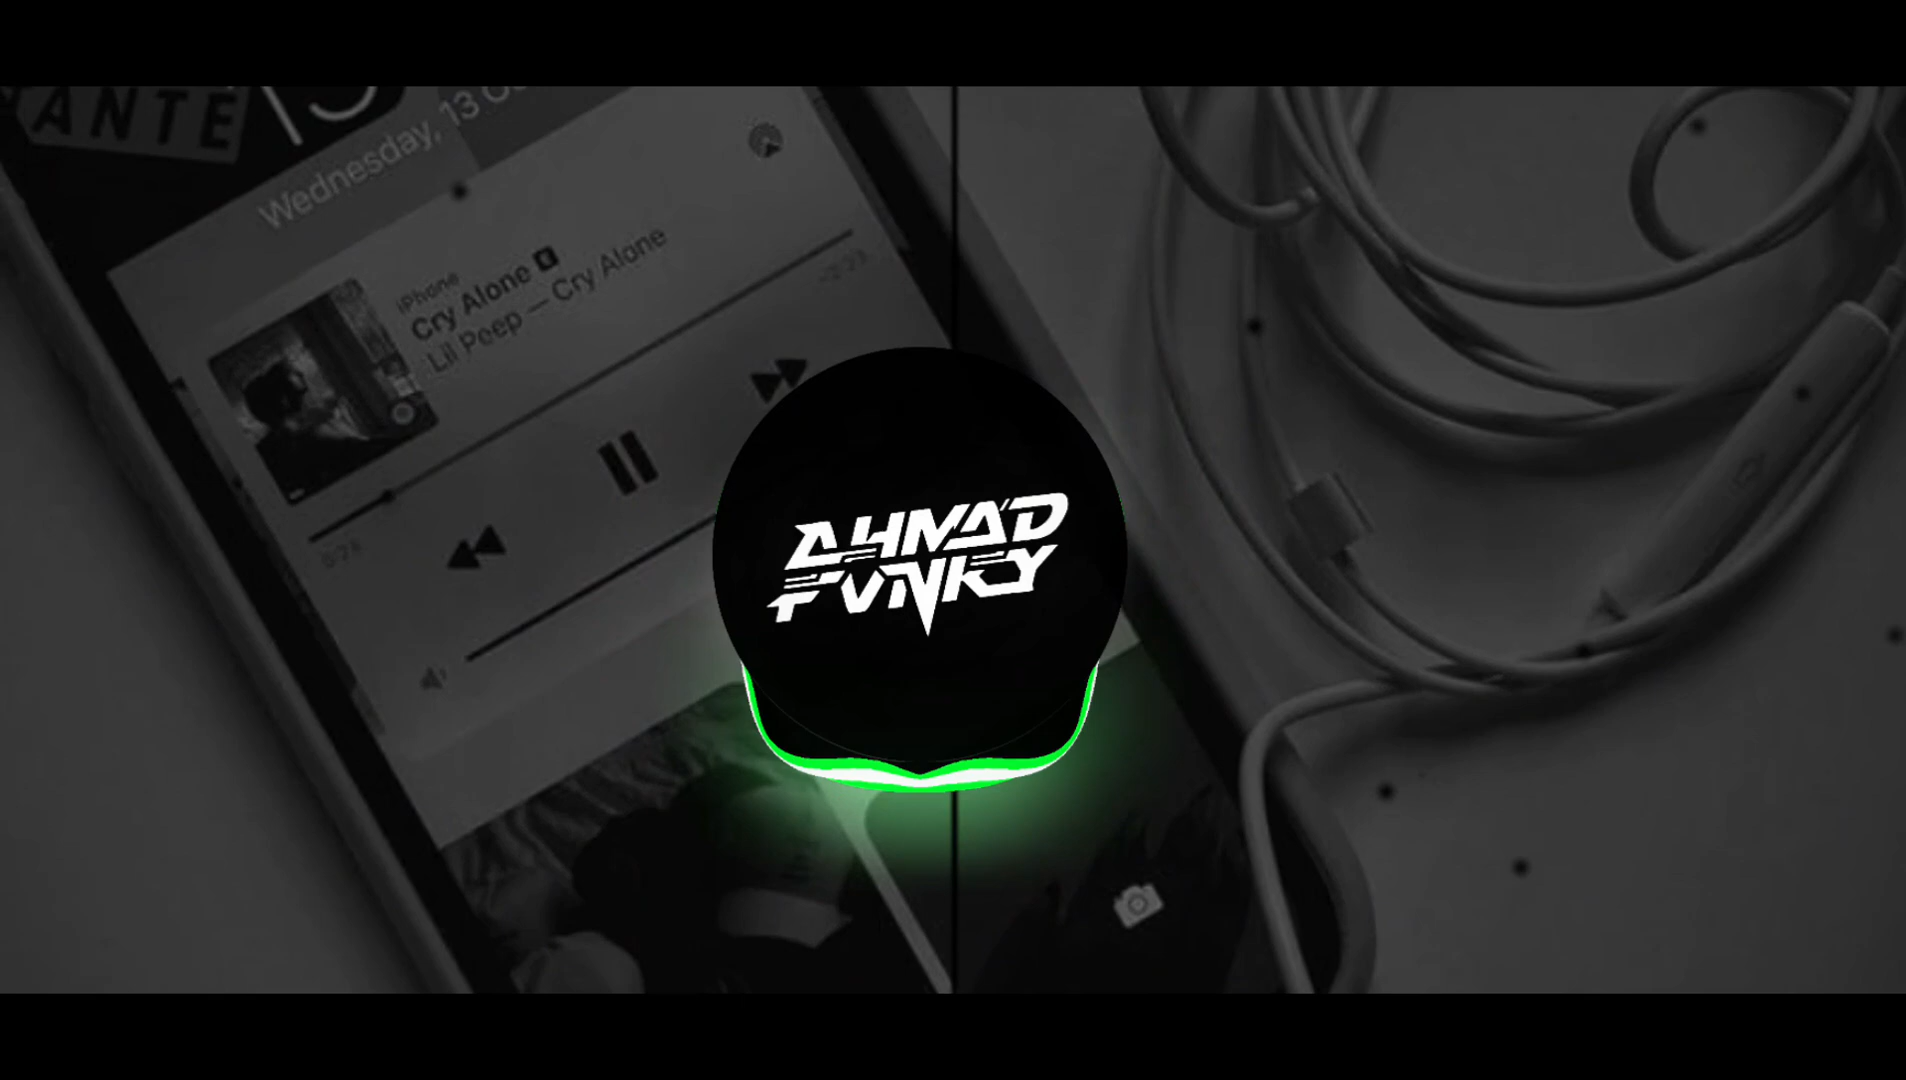 ANTE
Wednesday, 13 O
iPhone
Cry Alone E
Lil Peep — Cry Alone
AHMAD
FVNKY